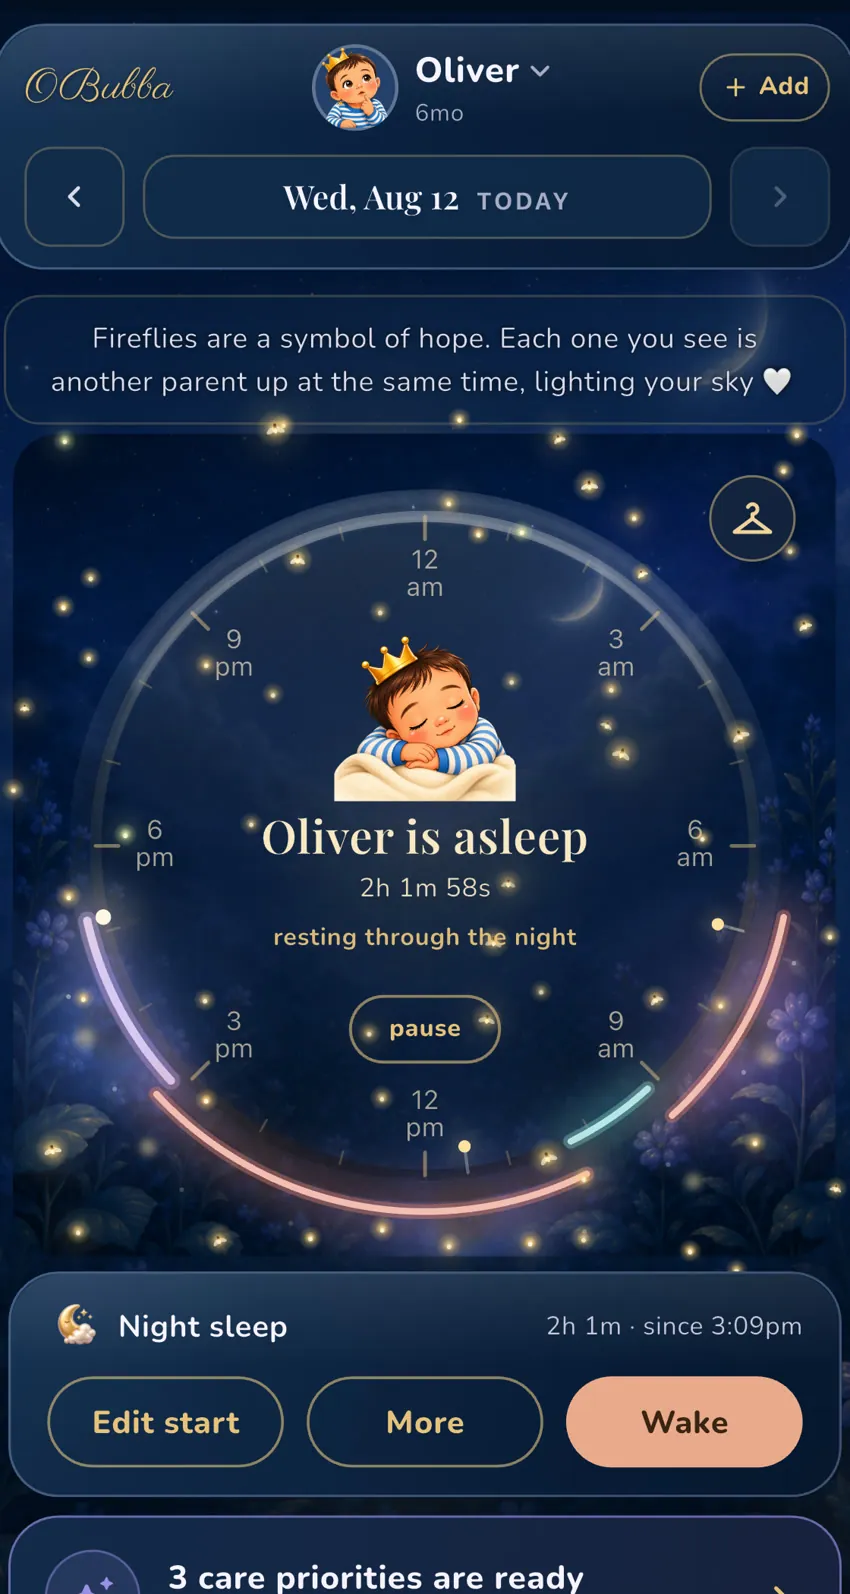 OBubba
Oliver
6mo
+ Add
Wed, Aug 12 TODAY
Fireflies are a symbol of hope. Each one you see is
another parent up at the same time, lighting your sky 🤍
12
am
9
pm
3
am
6
pm
6
am
Oliver is asleep
2h 1m 58s
resting through the night
3
pm
9
am
pause
12
pm
Night sleep
2h 1m · since 3:09pm
Edit start
More
Wake
3 care priorities are ready